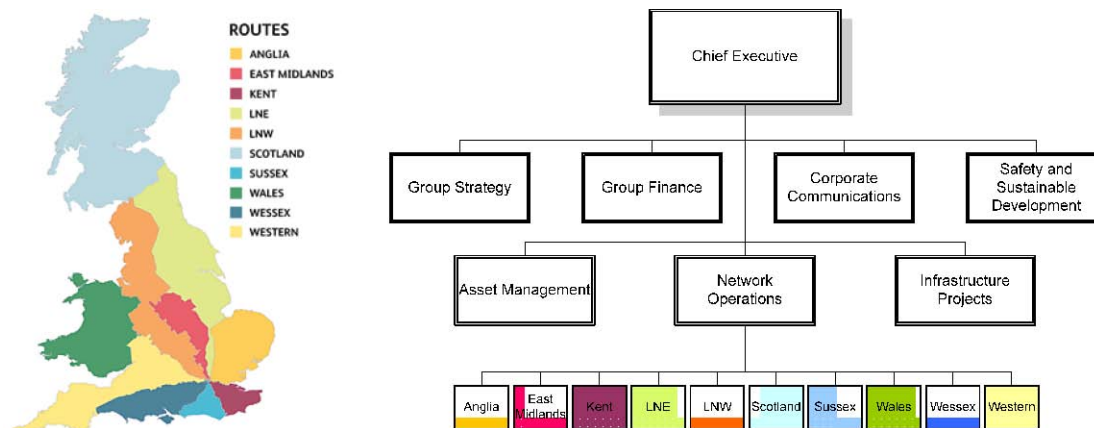 ROUTES
ANGLIA
EAST MIDLANDS
KENT
LNE
LNW
SCOTLAND
SUSSEX
WALES
WESSEX
WESTERN
Chief Executive
Group Strategy
Group Finance
Corporate
Communications
Safety and
Sustainable
Development
Asset Management
Network
Operations
Infrastructure
Projects
Anglia
East
Midlands
Kent
LNE
LNW
Scotland
Sussex
Wales
Wessex
Western